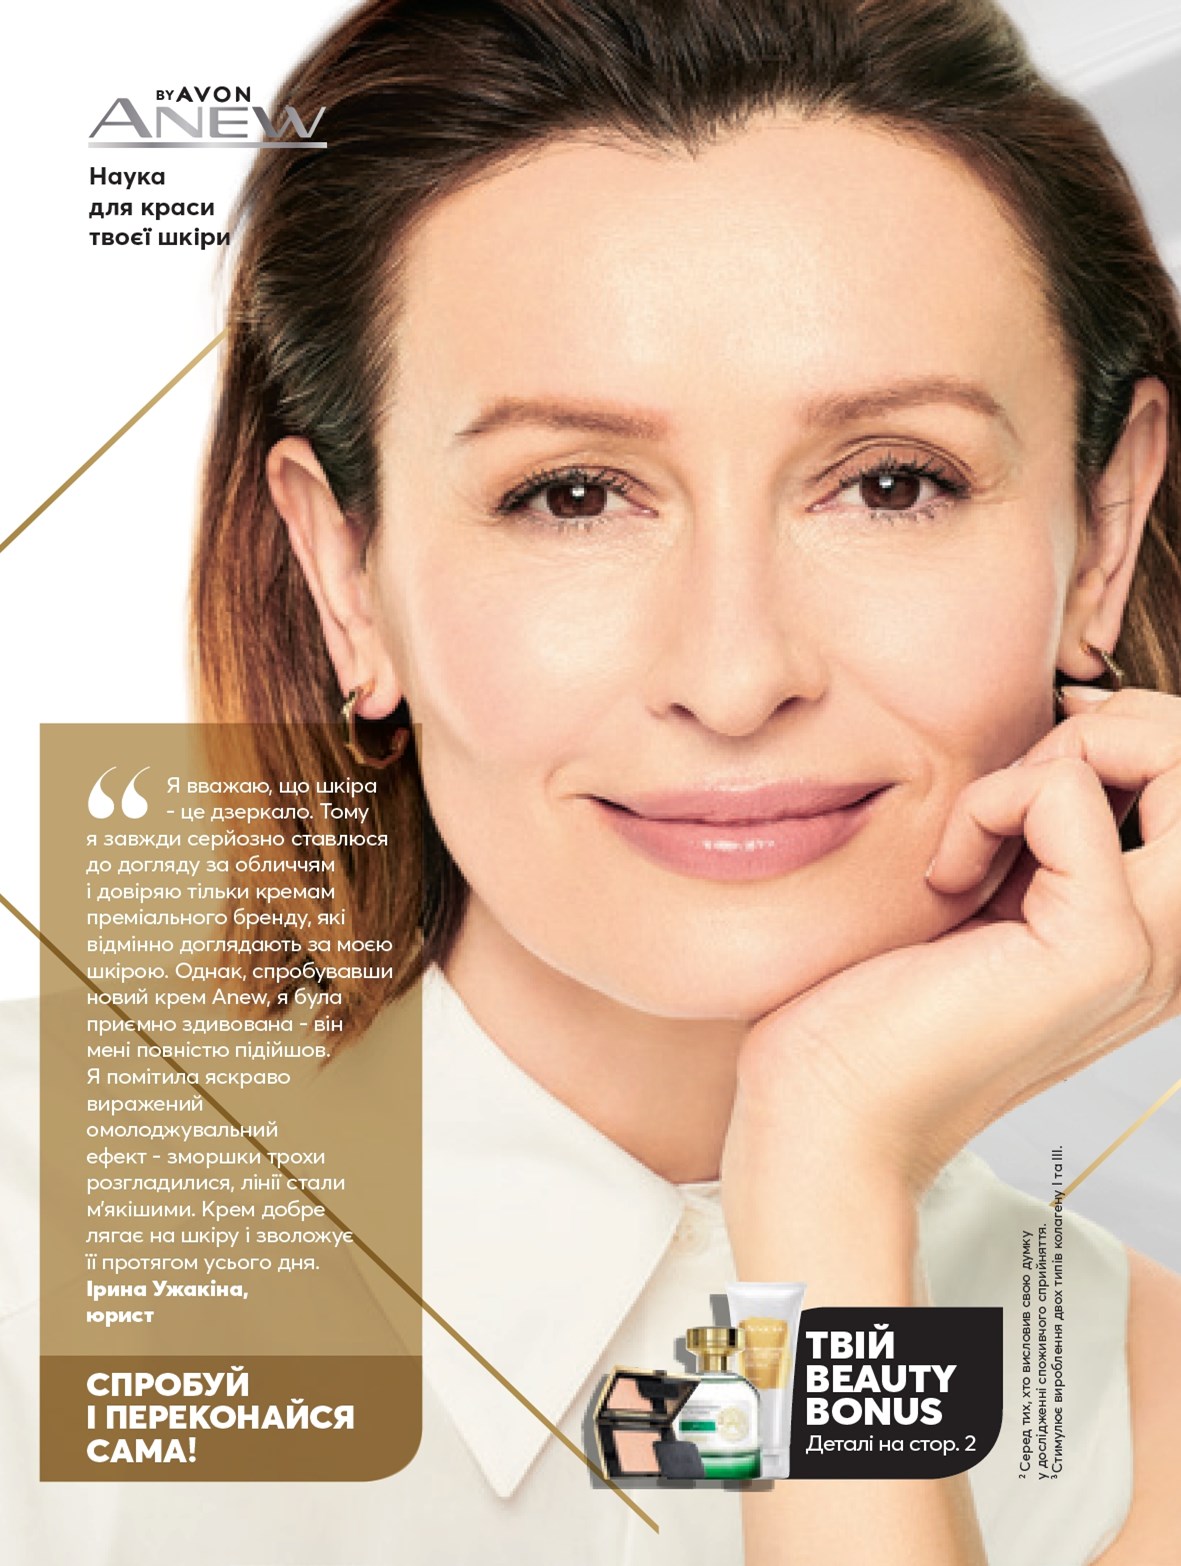 BY AVON
ANEW
Наука
для краси
твоєї шкіри
“ Я вважаю, що шкіра
- це дзеркало. Тому
я завжди серйозно ставлюся
до догляду за обличчям
і довіряю тільки кремам
преміального бренду, які
відмінно доглядають за моєю
шкірою. Однак, спробувавши
новий крем Anew, я була
приємно здивована - він
мені повністю підійшов.
Я помітила яскраво
виражений
омолоджувальний
ефект - зморшки трохи
розгладилися, лінії стали
м'якішими. Крем добре
лягає на шкіру і зволожує
її протягом усього дня.
Ірина Ужакіна,
юрист
СПРОБУЙ
І ПЕРЕКОНАЙСЯ
САМА!
ТВІЙ
BEAUTY
BONUS
Деталі на стор. 2
² Серед тих, хто висловив свою думку
у дослідженні споживчого сприйняття.
³ Стимулює вироблення двох типів колагену І та ІІІ.